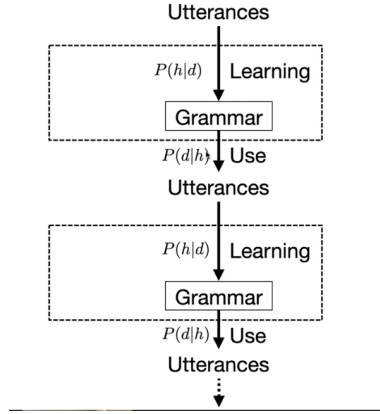 Utterances
P(h|d) Learning
Grammar
P(d|h) Use
Utterances
P(h|d) Learning
Grammar
P(d|h) Use
Utterances